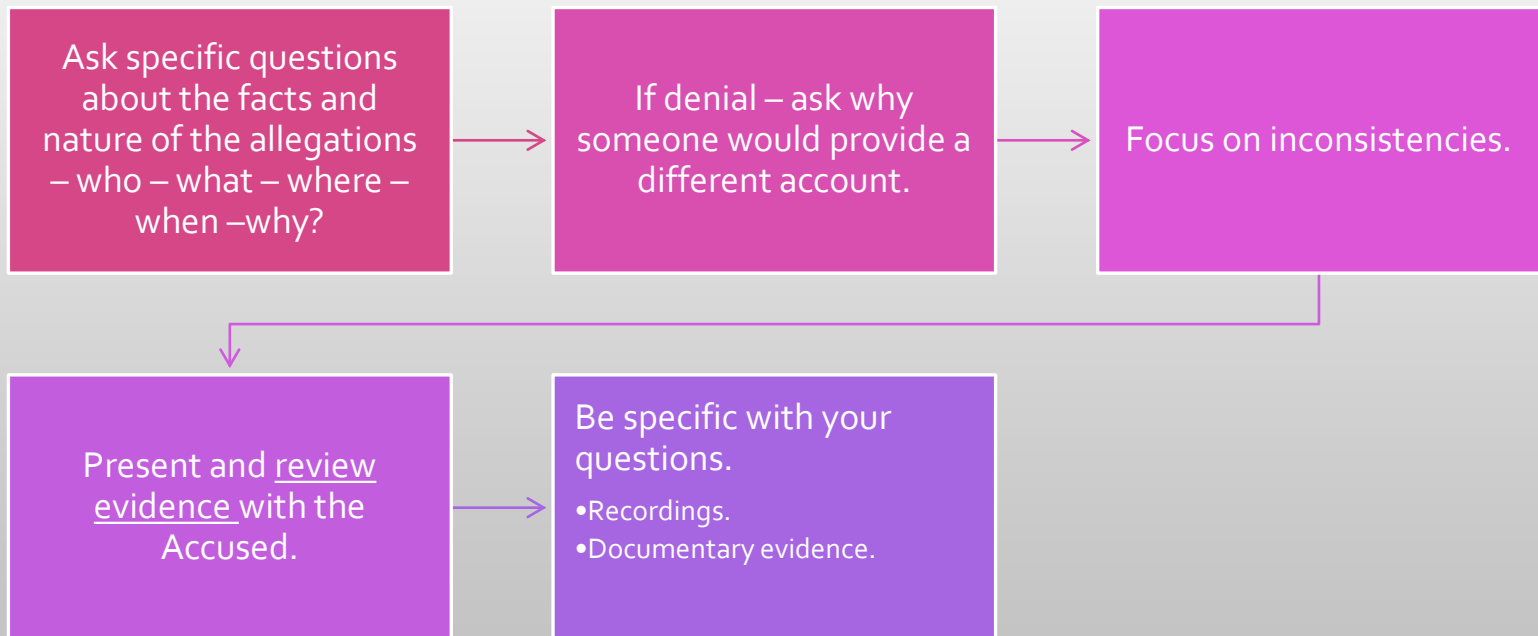 Ask specific questions
about the facts and
nature of the allegations
– who – what – where –
when –why?
If denial – ask why
someone would provide a
different account.
Focus on inconsistencies.
Present and review
evidence with the
Accused.
Be specific with your
questions.
•Recordings.
•Documentary evidence.